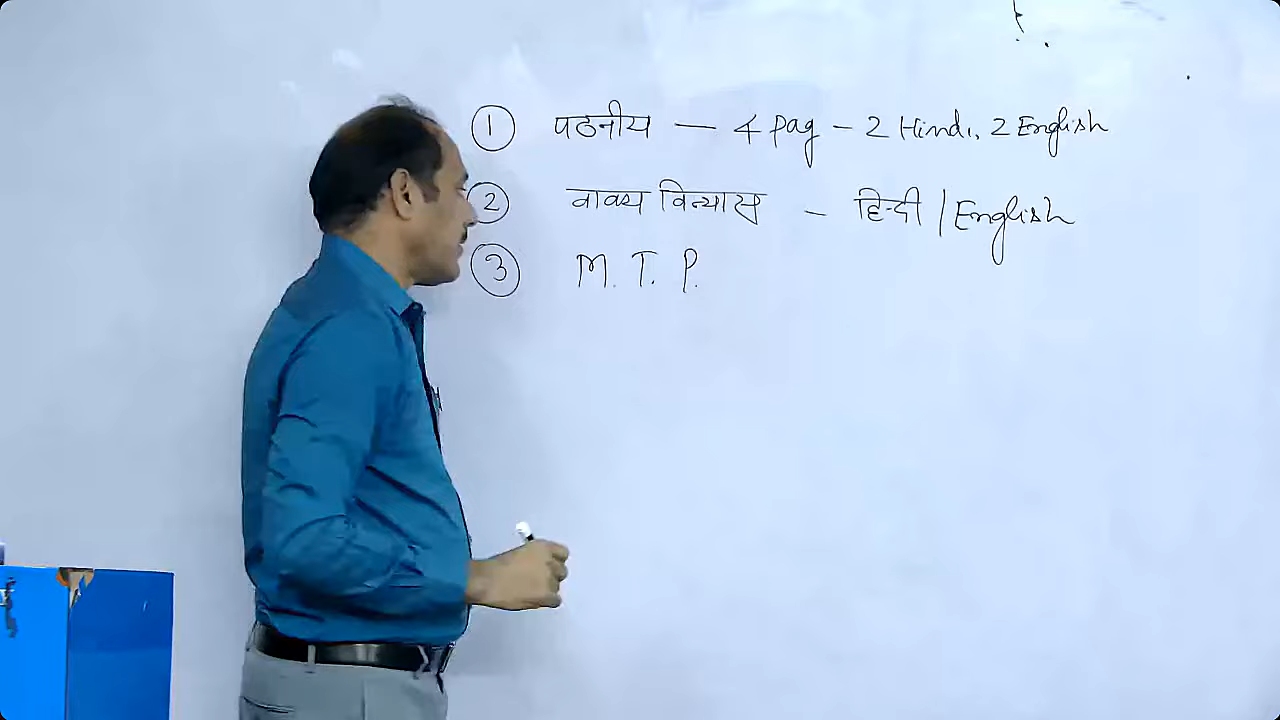 ① पठनीय — 4 Pag – 2 Hindi, 2 English
② वाक्य विन्यास – हिन्दी / English
③ M. T. P.